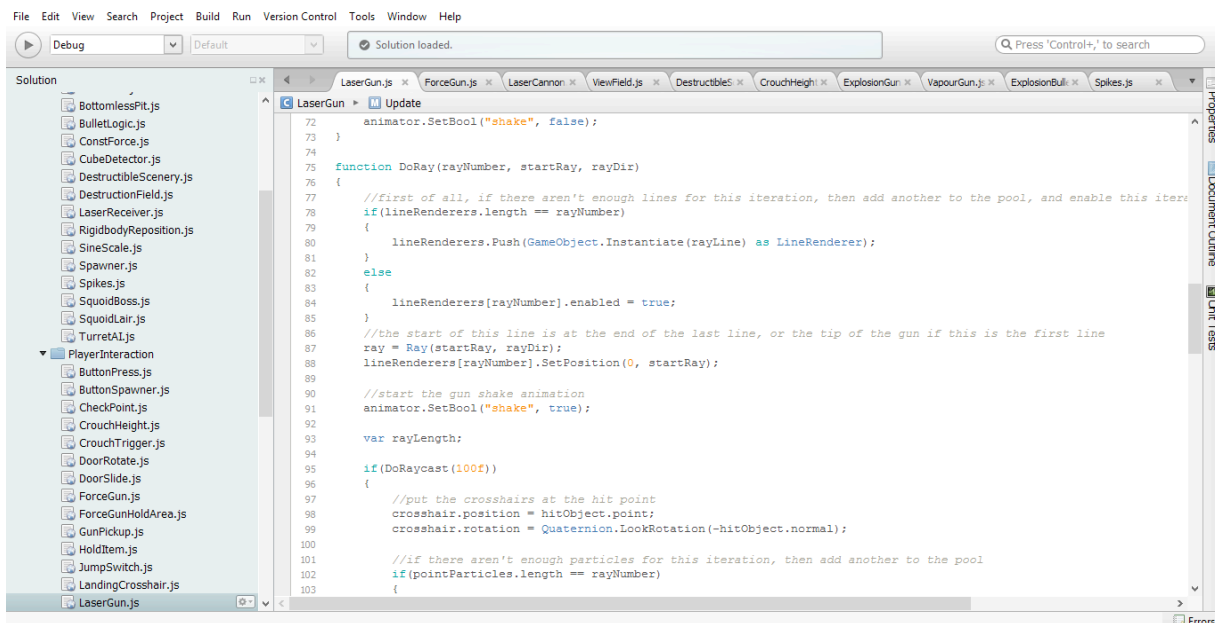 File Edit View Search Project Build Run Version Control Tools Window Help
Debug Default Solution loaded. Press 'Control+,' to search
Solution
BottomlessPit.js
BulletLogic.js
ConstForce.js
CubeDetector.js
DestructibleScenery.js
DestructionField.js
LaserReceiver.js
RigidbodyReposition.js
SineScale.js
Spawner.js
Spikes.js
SquoidBoss.js
SquoidLair.js
TurretAI.js
PlayerInteraction
ButtonPress.js
ButtonSpawner.js
CheckPoint.js
CrouchHeight.js
CrouchTrigger.js
DoorRotate.js
DoorSlide.js
ForceGun.js
ForceGunHoldArea.js
GunPickup.js
HoldItem.js
JumpSwitch.js
LandingCrosshair.js
LaserGun.js
LaserGun.js ForceGun.js LaserCannon ViewField.js DestructibleS CrouchHeight ExplosionGun VapourGun.js ExplosionBulle Spikes.js
C LaserGun M Update
72 animator.SetBool("shake", false);
73 }
74
75 function DoRay(rayNumber, startRay, rayDir)
76 {
77 //first of all, if there aren't enough lines for this iteration, then add another to the pool, and enable this itera
78 if(lineRenderers.length == rayNumber)
79 {
80 lineRenderers.Push(GameObject.Instantiate(rayLine) as LineRenderer);
81 }
82 else
83 {
84 lineRenderers[rayNumber].enabled = true;
85 }
86 //the start of this line is at the end of the last line, or the tip of the gun if this is the first line
87 ray = Ray(startRay, rayDir);
88 lineRenderers[rayNumber].SetPosition(0, startRay);
89
90 //start the gun shake animation
91 animator.SetBool("shake", true);
92
93 var rayLength;
94
95 if(DoRaycast(100f))
96 {
97 //put the crosshairs at the hit point
98 crosshair.position = hitObject.point;
99 crosshair.rotation = Quaternion.LookRotation(-hitObject.normal);
100
101 //if there aren't enough particles for this iteration, then add another to the pool
102 if(pointParticles.length == rayNumber)
103 {
Properties
Document Outline
Unit Tests
Errors